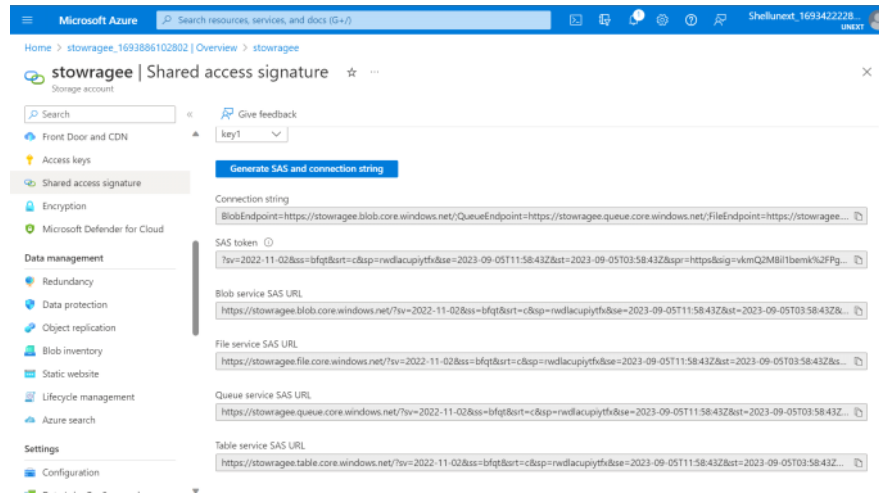 Microsoft Azure
Search resources, services, and docs (G+/)
Shellunext_1693422228...
UNEXT
Home > stowragee_1693886102802 | Overview > stowragee
stowragee | Shared access signature
Storage account
Search
Give feedback
Front Door and CDN
key1
Access keys
Generate SAS and connection string
Shared access signature
Encryption
Connection string
BlobEndpoint=https://stowragee.blob.core.windows.net/;QueueEndpoint=https://stowragee.queue.core.windows.net/;FileEndpoint=https://stowragee....
Microsoft Defender for Cloud
SAS token
Data management
?sv=2022-11-02&ss=bfqt&srt=c&sp=rwdlacupiytfx&se=2023-09-05T11:58:43Z&st=2023-09-05T03:58:43Z&spr=https&sig=vkmQ2MBil1bemk%2FPg...
Redundancy
Data protection
Blob service SAS URL
https://stowragee.blob.core.windows.net/?sv=2022-11-02&ss=bfqt&srt=c&sp=rwdlacupiytfx&se=2023-09-05T11:58:43Z&st=2023-09-05T03:58:43Z&...
Object replication
File service SAS URL
Blob inventory
https://stowragee.file.core.windows.net/?sv=2022-11-02&ss=bfqt&srt=c&sp=rwdlacupiytfx&se=2023-09-05T11:58:43Z&st=2023-09-05T03:58:43Z&s...
Static website
Lifecycle management
Queue service SAS URL
https://stowragee.queue.core.windows.net/?sv=2022-11-02&ss=bfqt&srt=c&sp=rwdlacupiytfx&se=2023-09-05T11:58:43Z&st=2023-09-05T03:58:43Z...
Azure search
Settings
Table service SAS URL
https://stowragee.table.core.windows.net/?sv=2022-11-02&ss=bfqt&srt=c&sp=rwdlacupiytfx&se=2023-09-05T11:58:43Z&st=2023-09-05T03:58:43Z...
Configuration